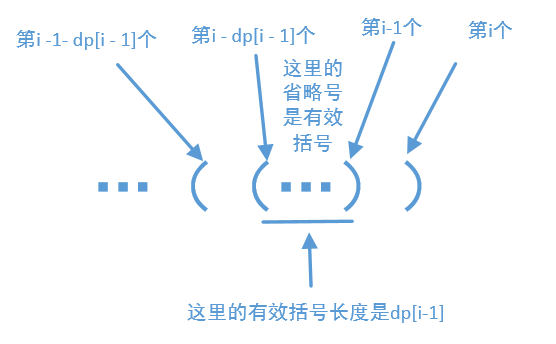 第i -1- dp[i - 1]个
第i - dp[i - 1]个
第i-1个
第i个
这里的
省略号
是有效
括号
... ( ( ... ) )
这里的有效括号长度是dp[i-1]